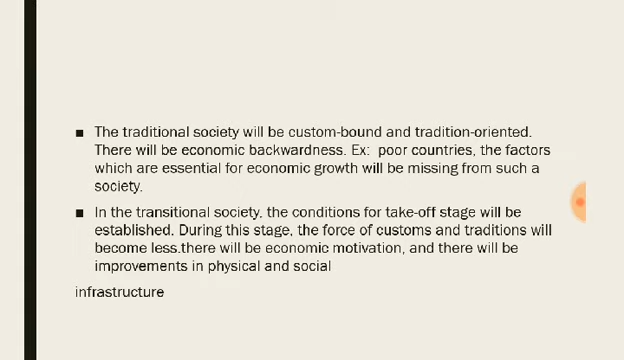 ▪ The traditional society will be custom-bound and tradition-oriented.
There will be economic backwardness. Ex:  poor countries, the factors
which are essential for economic growth will be missing from such a
society.
▪ In the transitional society, the conditions for take-off stage will be
established. During this stage, the force of customs and traditions will
become less.there will be economic motivation, and there will be
improvements in physical and social
infrastructure